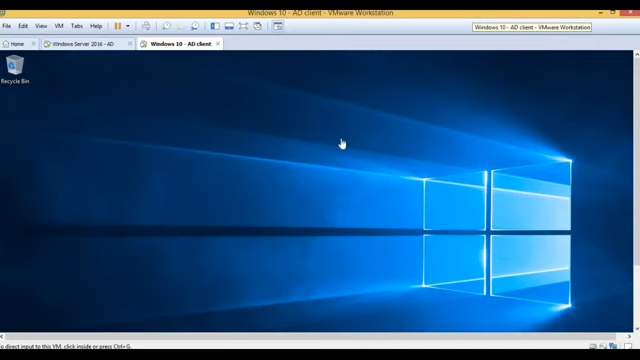 Windows 10 - AD client - VMware Workstation
File Edit View VM Tabs Help
Windows 10 - AD client - VMware Workstation
Home Windows Server 2016 - AD Windows 10 - AD client
Recycle Bin
To direct input to this VM, click inside or press Ctrl+G.